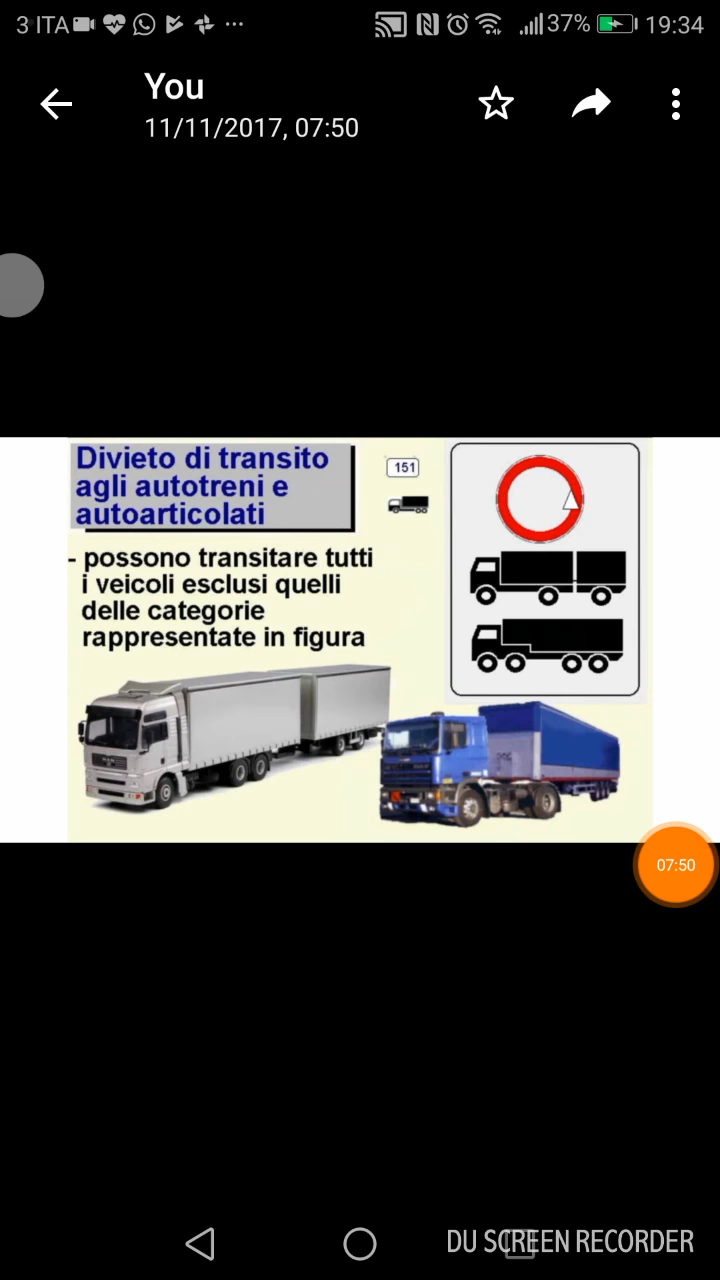 3 ITA
37%
19:34
You
11/11/2017, 07:50
Divieto di transito
agli autotreni e
autoarticolati
151
- possono transitare tutti
i veicoli esclusi quelli
delle categorie
rappresentate in figura
07:50
DU SCREEN RECORDER